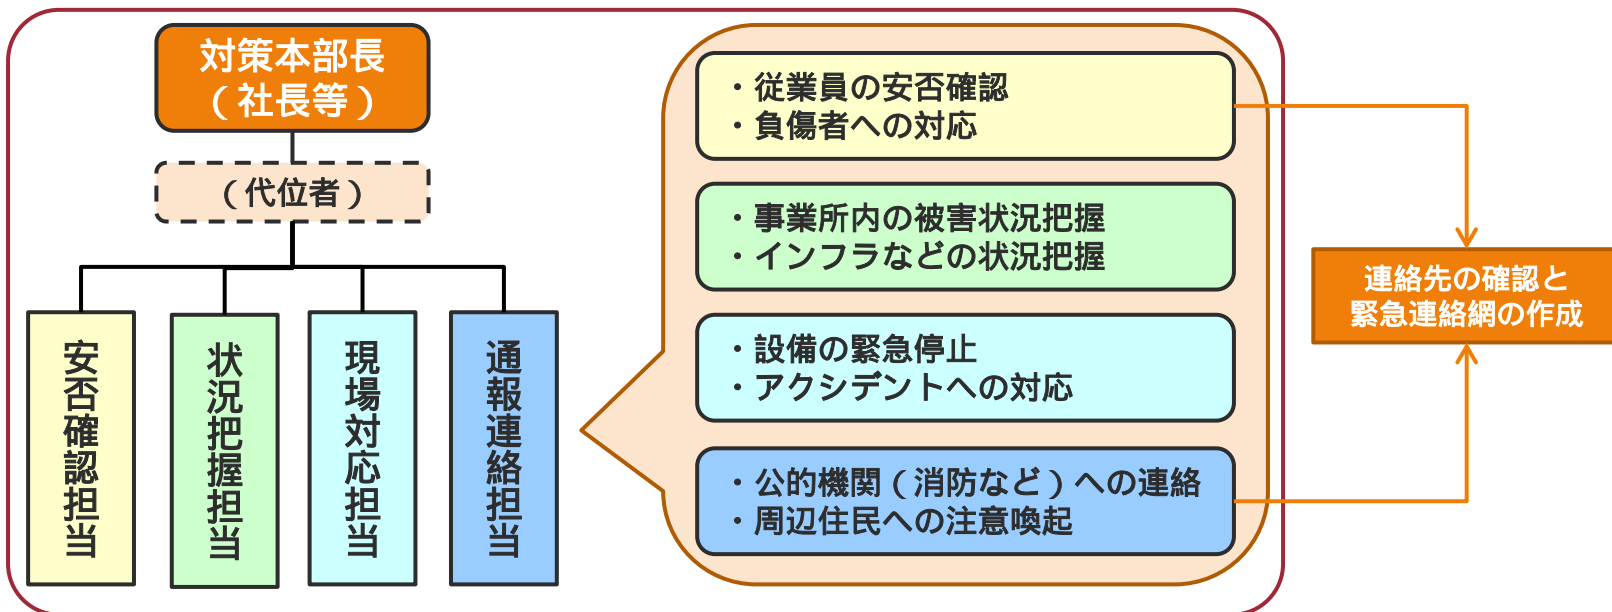 対策本部長
（社長等）
（代位者）
安否確認担当
状況把握担当
現場対応担当
通報連絡担当
・従業員の安否確認
・負傷者への対応
・事業所内の被害状況把握
・インフラなどの状況把握
・設備の緊急停止
・アクシデントへの対応
・公的機関（消防など）への連絡
・周辺住民への注意喚起
連絡先の確認と
緊急連絡網の作成